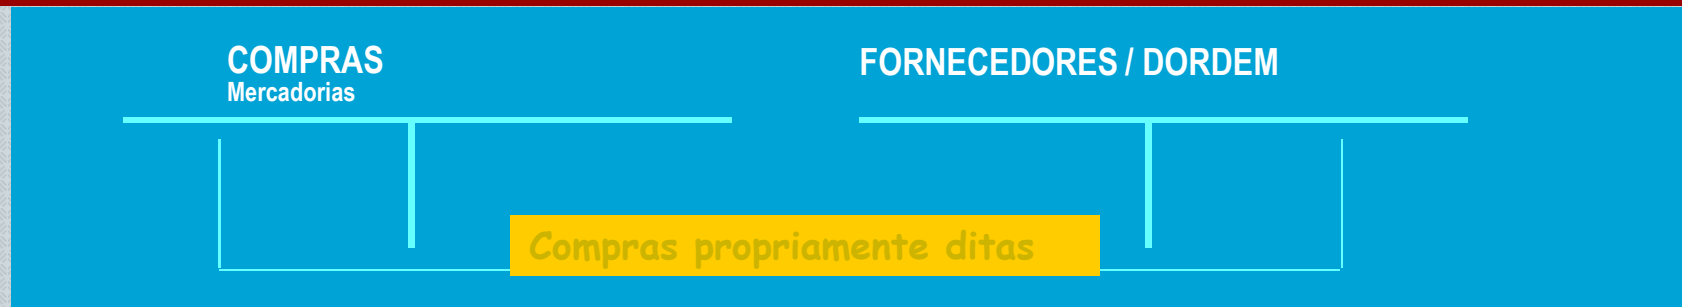 COMPRAS
Mercadorias
FORNECEDORES / DORDEM
Compras propriamente ditas